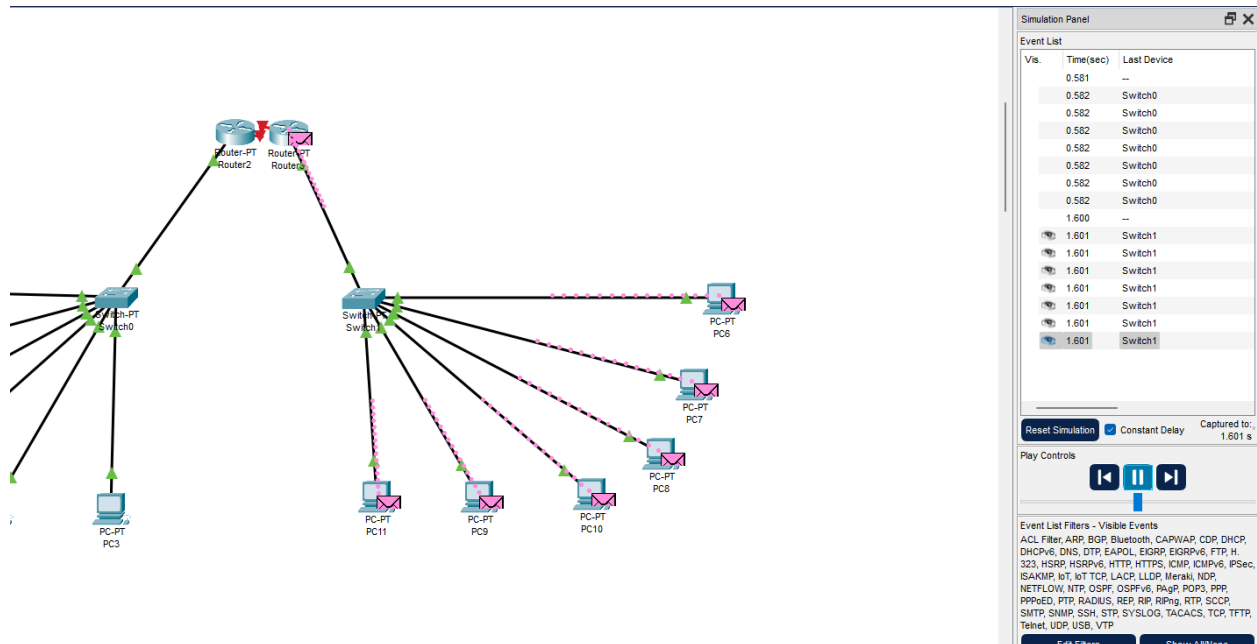 Simulation Panel
Event List
Vis. Time(sec) Last Device
0.581 --
0.582 Switch0
0.582 Switch0
0.582 Switch0
0.582 Switch0
0.582 Switch0
0.582 Switch0
0.582 Switch0
1.600 --
1.601 Switch1
1.601 Switch1
1.601 Switch1
1.601 Switch1
1.601 Switch1
1.601 Switch1
1.601 Switch1
Reset Simulation Constant Delay Captured to:
1.601 s
Play Controls
Event List Filters - Visible Events
ACL Filter, ARP, BGP, Bluetooth, CAPWAP, CDP, DHCP,
DHCPv6, DNS, DTP, EAPOL, EIGRP, EIGRPv6, FTP, H.
323, HSRP, HSRPv6, HTTP, HTTPS, ICMP, ICMPv6, IPSec,
ISAKMP, IoT, IoT TCP, LACP, LLDP, Meraki, NDP,
NETFLOW, NTP, OSPF, OSPFv6, PAgP, POP3, PPP,
PPPoED, PTP, RADIUS, REP, RIP, RIPng, RTP, SCCP,
SMTP, SNMP, SSH, STP, SYSLOG, TACACS, TCP, TFTP,
Telnet, UDP, USB, VTP
Edit Filters Show All/None
Router-PT
Router2
Router-PT
Switch-PT
Switch0
Switch-PT
PC-PT
PC6
PC-PT
PC7
PC-PT
PC8
PC-PT
PC11
PC-PT
PC9
PC-PT
PC10
PC-PT
PC3